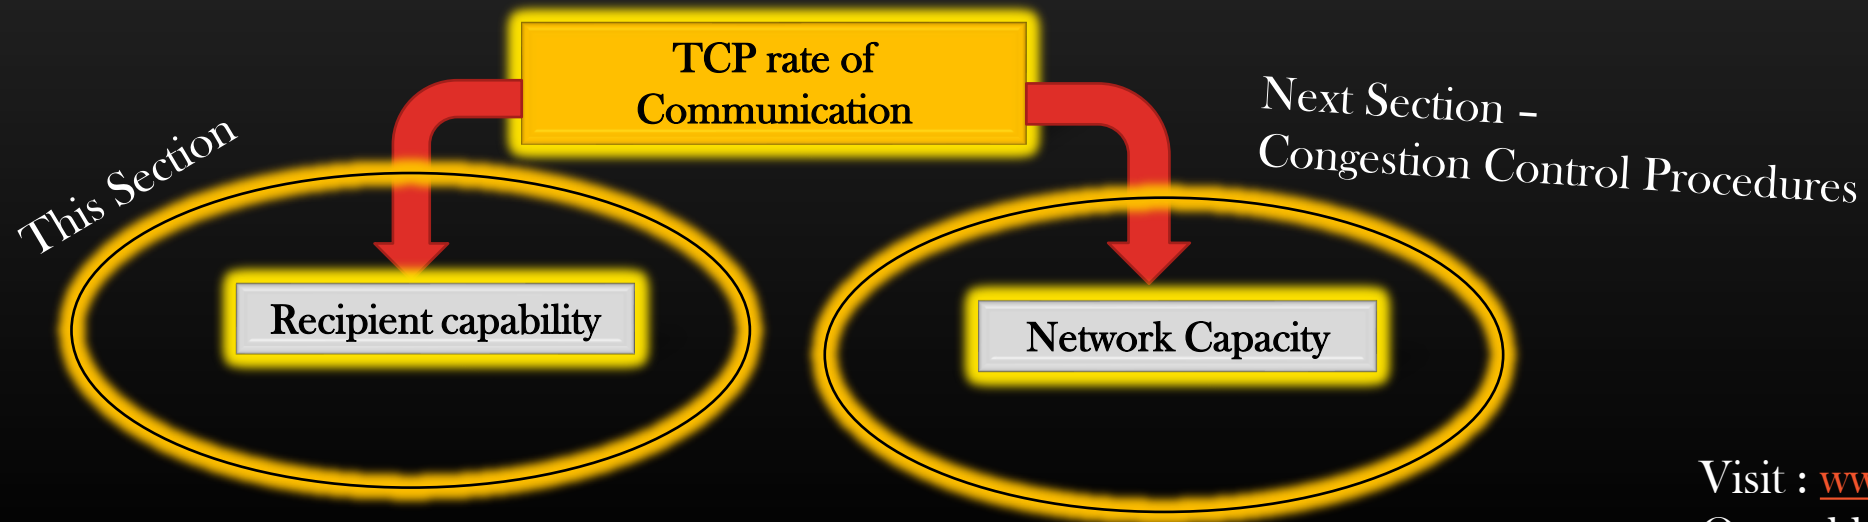 TCP rate of
Communication
Next Section –
Congestion Control Procedures
This Section
Recipient capability
Network Capacity
Visit :